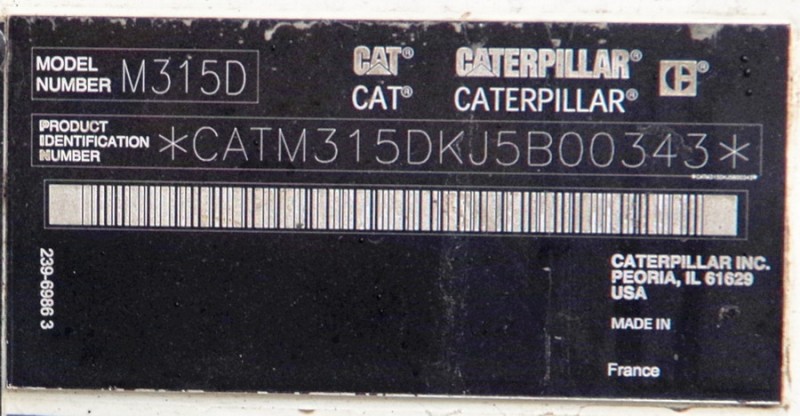 MODEL
NUMBER M315D
CAT® CATERPILLAR® ®
CAT® CATERPILLAR®
PRODUCT
IDENTIFICATION
NUMBER *CATM315DKJ5B00343*
239-6986 3
CATERPILLAR INC.
PEORIA, IL 61629
USA
MADE IN
France